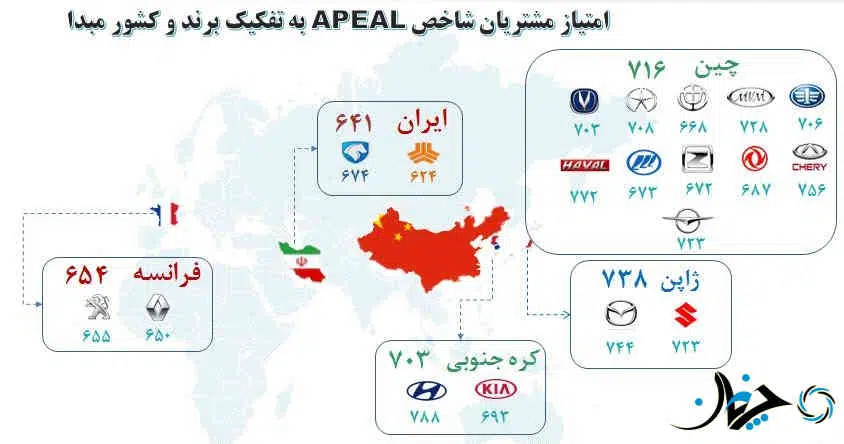 امتیاز مشتریان شاخص APEAL به تفکیک برند و کشور مبدا
چین ۷۱۶
MVM
۷۰۳ ۷۰۸ ۶۶۸ ۷۲۸ ۷۰۶
HAVAL
CHERY
۷۷۲ ۶۷۳ ۶۷۲ ۶۸۷ ۷۵۶
۷۲۳
ایران ۶۴۱
۶۷۴ ۶۲۴
فرانسه ۶۵۴
۶۵۵ ۶۵۰
ژاپن ۷۳۸
۷۴۴ ۷۲۳
کره جنوبی ۷۰۳
KIA
۷۸۸ ۶۹۳